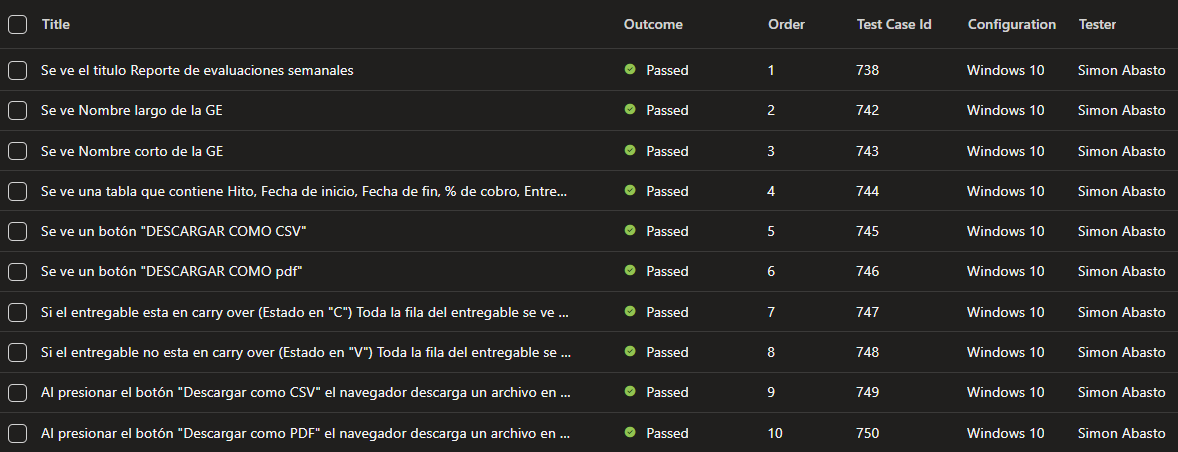 Title Outcome Order Test Case Id Configuration Tester
Se ve el titulo Reporte de evaluaciones semanales Passed 1 738 Windows 10 Simon Abasto
Se ve Nombre largo de la GE Passed 2 742 Windows 10 Simon Abasto
Se ve Nombre corto de la GE Passed 3 743 Windows 10 Simon Abasto
Se ve una tabla que contiene Hito, Fecha de inicio, Fecha de fin, % de cobro, Entre... Passed 4 744 Windows 10 Simon Abasto
Se ve un botón "DESCARGAR COMO CSV" Passed 5 745 Windows 10 Simon Abasto
Se ve un botón "DESCARGAR COMO pdf" Passed 6 746 Windows 10 Simon Abasto
Si el entregable esta en carry over (Estado en "C") Toda la fila del entregable se ve ... Passed 7 747 Windows 10 Simon Abasto
Si el entregable no esta en carry over (Estado en "V") Toda la fila del entregable se ... Passed 8 748 Windows 10 Simon Abasto
Al presionar el botón "Descargar como CSV" el navegador descarga un archivo en ... Passed 9 749 Windows 10 Simon Abasto
Al presionar el botón "Descargar como PDF" el navegador descarga un archivo en ... Passed 10 750 Windows 10 Simon Abasto